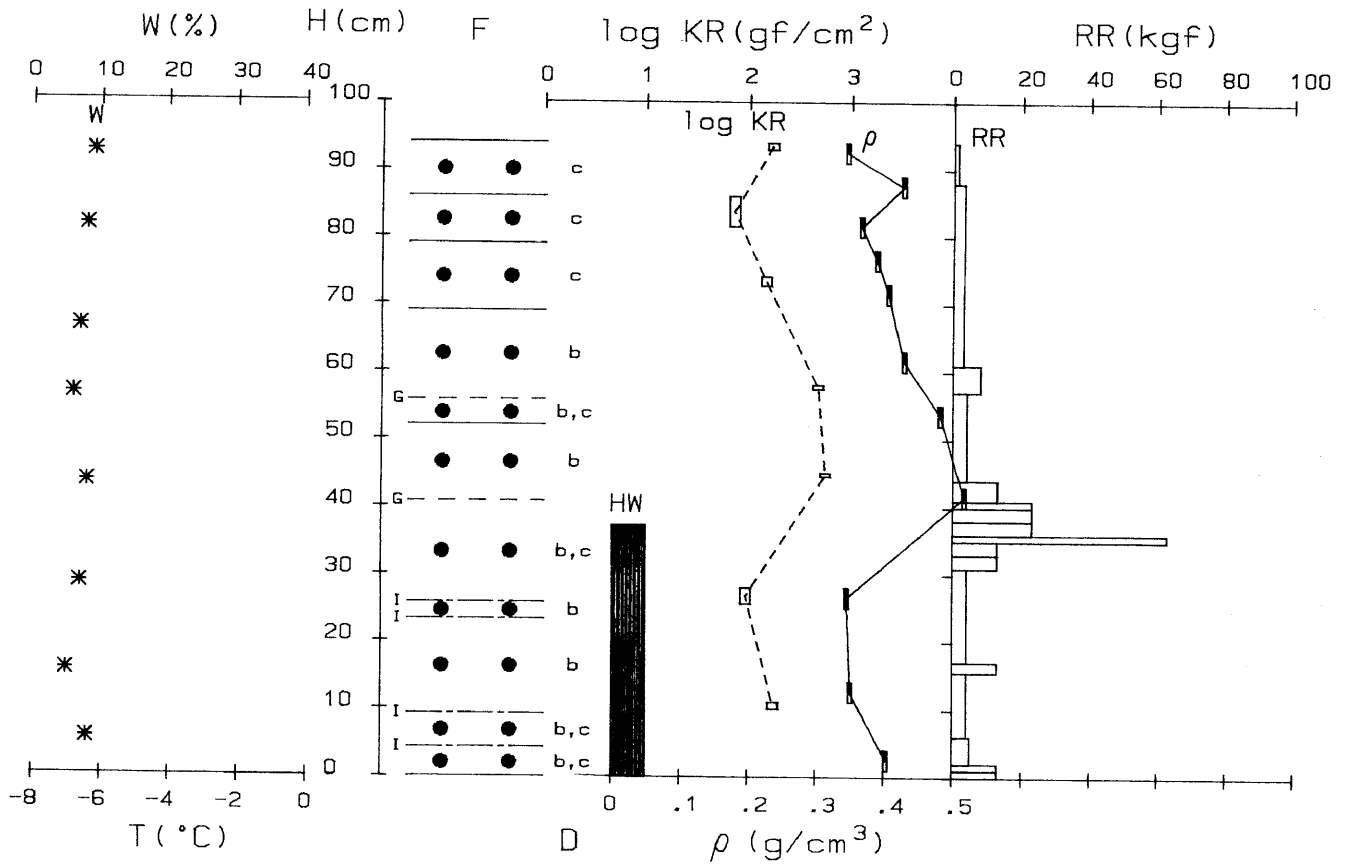 W(%) H(cm) F log KR(gf/cm²) RR(kgf)
0 10 20 30 40 0 1 2 3 0 20 40 60 80 100
100
W log KR ρ RR
90 c
80 c
70 c
60 b
G
b,c
50 b
40 G HW
30 b,c
I
I b
20 b
10 I
b,c
I
0 b,c
-8 -6 -4 -2 0 0 .1 .2 .3 .4 .5
T(°C) D ρ (g/cm³)